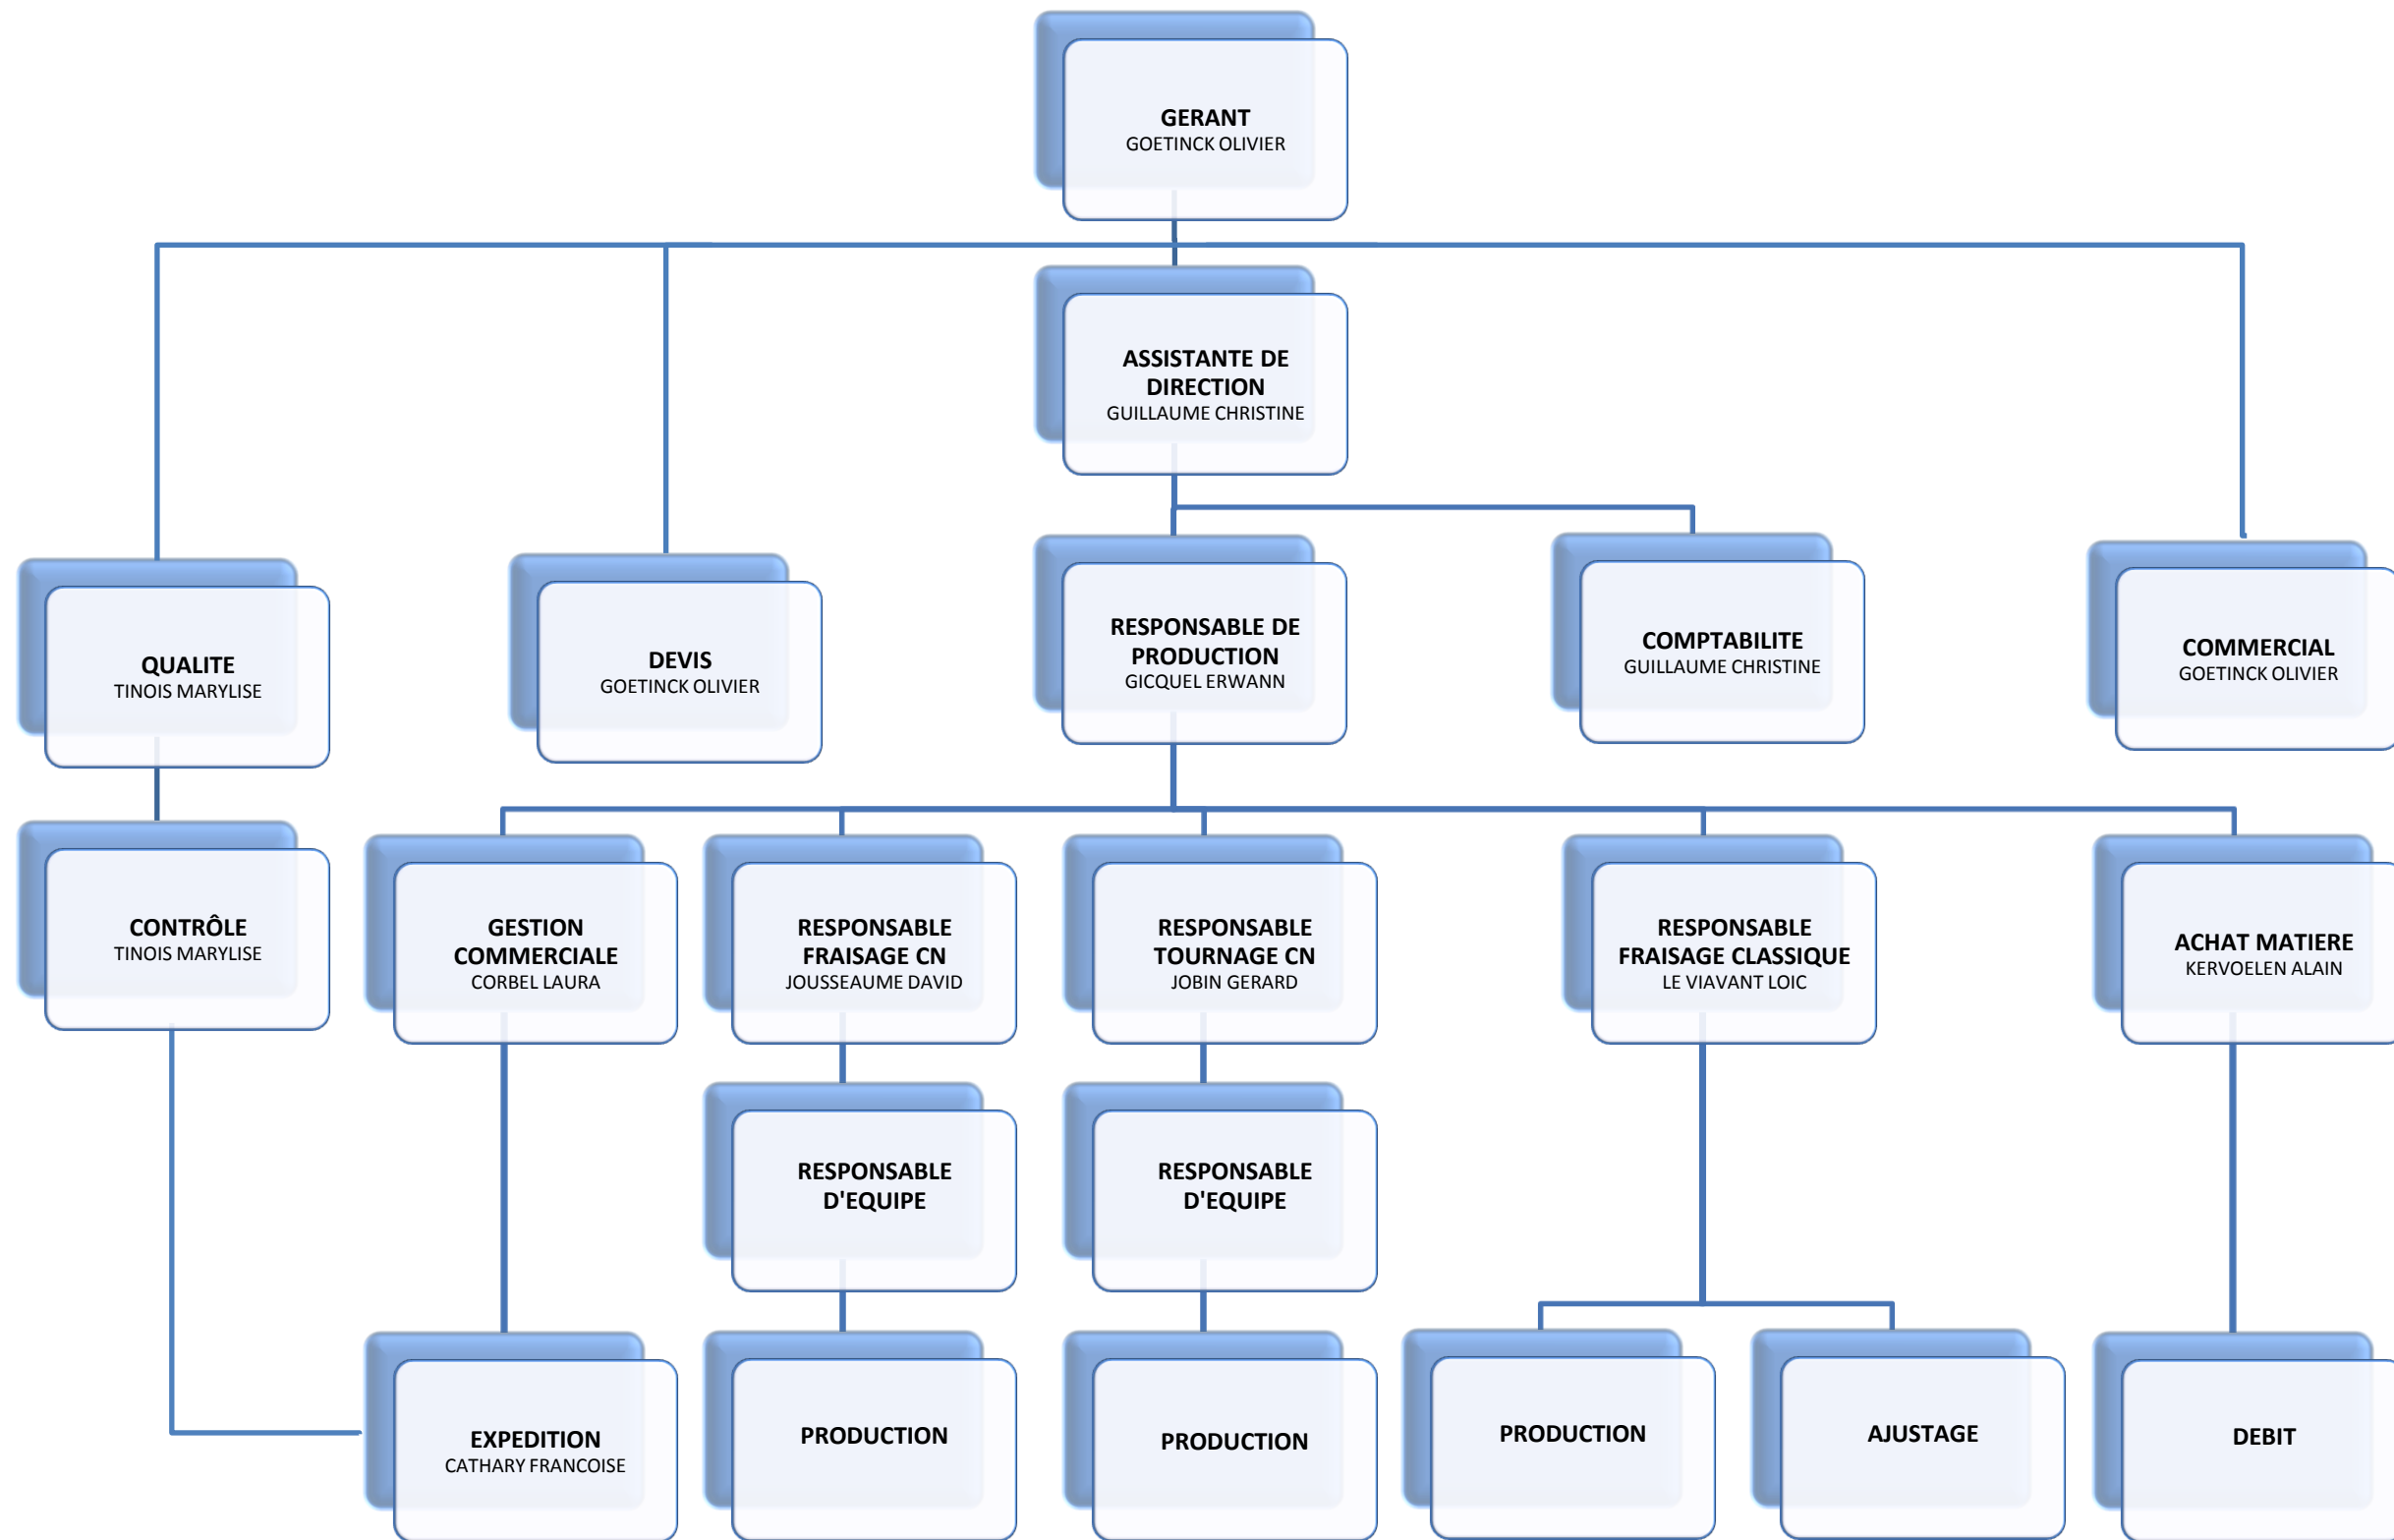 GERANT
GOETINCK OLIVIER
ASSISTANTE DE
DIRECTION
GUILLAUME CHRISTINE
QUALITE
TINOIS MARYLISE
DEVIS
GOETINCK OLIVIER
RESPONSABLE DE
PRODUCTION
GICQUEL ERWANN
COMPTABILITE
GUILLAUME CHRISTINE
COMMERCIAL
GOETINCK OLIVIER
CONTRÔLE
TINOIS MARYLISE
GESTION
COMMERCIALE
CORBEL LAURA
RESPONSABLE
FRAISAGE CN
JOUSSEAUME DAVID
RESPONSABLE
TOURNAGE CN
JOBIN GERARD
RESPONSABLE
FRAISAGE CLASSIQUE
LE VIAVANT LOIC
ACHAT MATIERE
KERVOELEN ALAIN
RESPONSABLE
D'EQUIPE
RESPONSABLE
D'EQUIPE
EXPEDITION
CATHARY FRANCOISE
PRODUCTION
PRODUCTION
PRODUCTION
AJUSTAGE
DEBIT